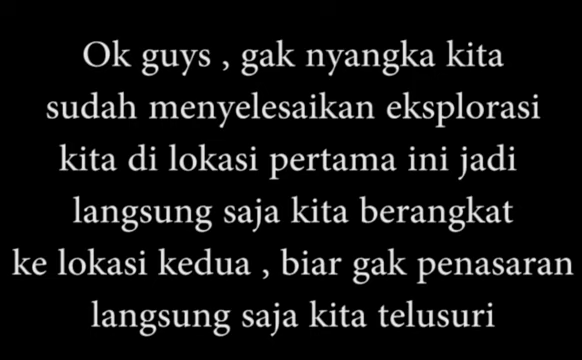 Ok guys , gak nyangka kita
sudah menyelesaikan eksplorasi
kita di lokasi pertama ini jadi
langsung saja kita berangkat
ke lokasi kedua , biar gak penasaran
langsung saja kita telusuri